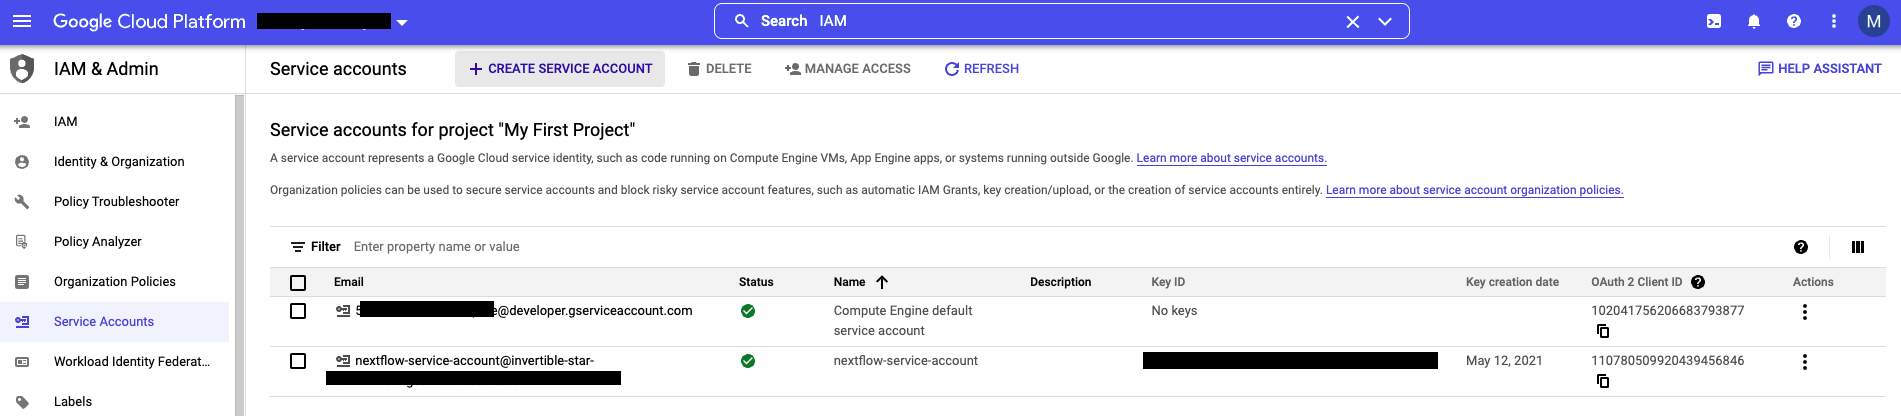 Google Cloud Platform
Search IAM
M
IAM & Admin
Service accounts
CREATE SERVICE ACCOUNT
DELETE
MANAGE ACCESS
REFRESH
HELP ASSISTANT
IAM
Identity & Organization
Policy Troubleshooter
Policy Analyzer
Organization Policies
Service Accounts
Workload Identity Federat...
Labels
Service accounts for project "My First Project"
A service account represents a Google Cloud service identity, such as code running on Compute Engine VMs, App Engine apps, or systems running outside Google. Learn more about service accounts.
Organization policies can be used to secure service accounts and block risky service account features, such as automatic IAM Grants, key creation/upload, or the creation of service accounts entirely. Learn more about service account organization policies.
Filter Enter property name or value
Email Status Name Description Key ID Key creation date OAuth 2 Client ID Actions
e@developer.gserviceaccount.com Compute Engine default No keys 102041756206683793877
service account
nextflow-service-account@invertible-star- nextflow-service-account May 12, 2021 110780509920439456846